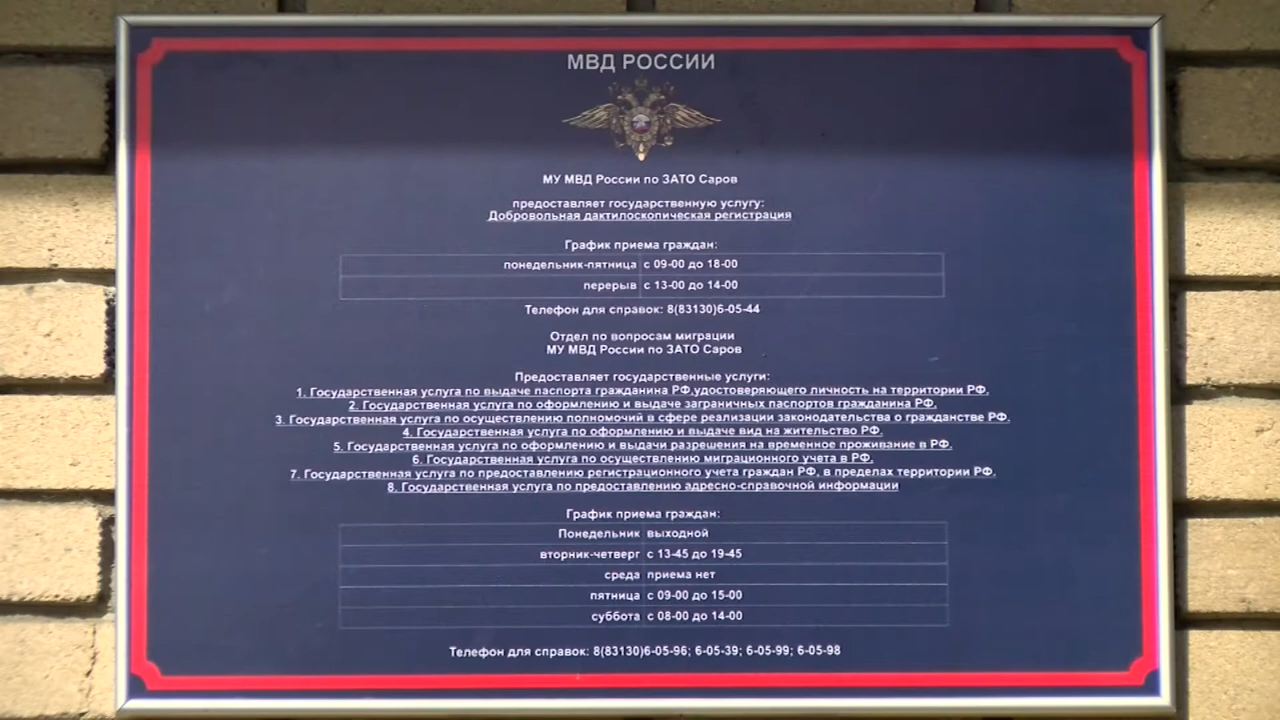 МВД РОССИИ
МУ МВД России по ЗАТО Саров
предоставляет государственную услугу:
Добровольная дактилоскопическая регистрация
График приема граждан:
понедельник-пятница с 09-00 до 18-00
перерыв с 13-00 до 14-00
Телефон для справок: 8(83130)6-05-44
Отдел по вопросам миграции
МУ МВД России по ЗАТО Саров
Предоставляет государственные услуги:
1. Государственная услуга по выдаче паспорта гражданина РФ,удостоверяющего личность на территории РФ.
2. Государственная услуга по оформлению и выдаче заграничных паспортов гражданина РФ.
3. Государственная услуга по осуществлению полномочий в сфере реализации законодательства о гражданстве РФ.
4. Государственная услуга по оформлению и выдаче вид на жительство РФ.
5. Государственная услуга по оформлению и выдачи разрешения на временное проживание в РФ.
6. Государственная услуга по осуществлению миграционного учета в РФ.
7. Государственная услуга по предоставлению регистрационного учета граждан РФ, в пределах территории РФ.
8. Государственная услуга по предоставлению адресно-справочной информации
График приема граждан:
Понедельник выходной
вторник-четверг с 13-45 до 19-45
среда приема нет
пятница с 09-00 до 15-00
суббота с 08-00 до 14-00
Телефон для справок: 8(83130)6-05-96; 6-05-39; 6-05-99; 6-05-98